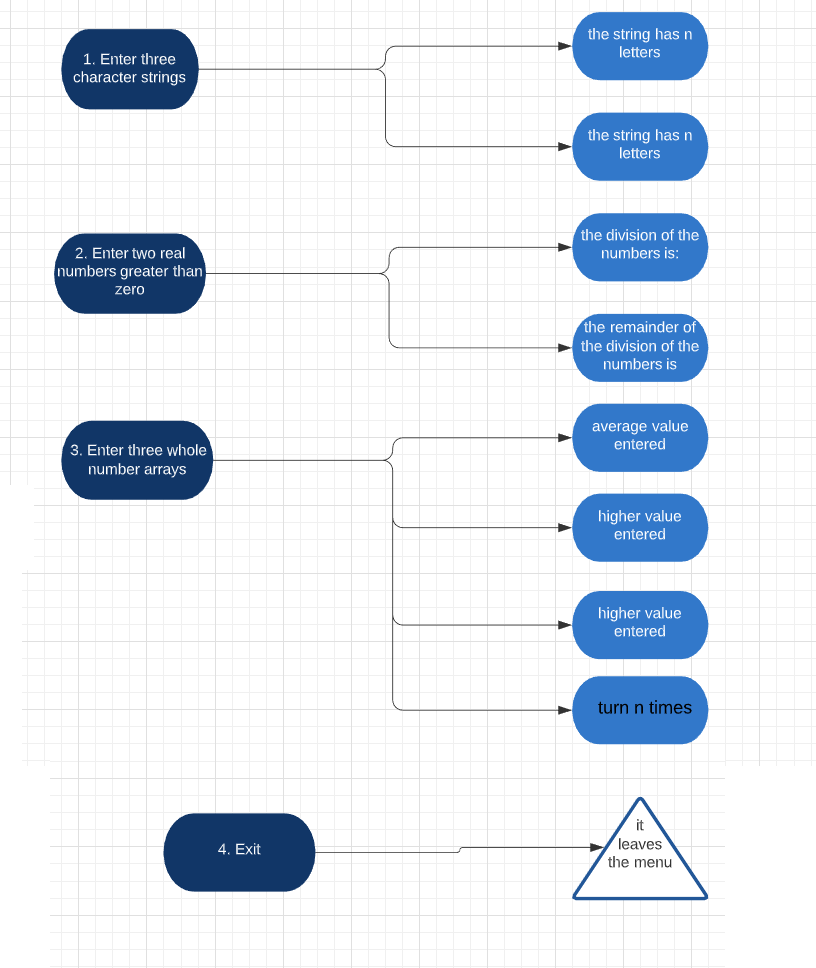 1. Enter three
character strings
the string has n
letters
the string has n
letters
2. Enter two real
numbers greater than
zero
the division of the
numbers is:
the remainder of
the division of the
numbers is
3. Enter three whole
number arrays
average value
entered
higher value
entered
higher value
entered
turn n times
4. Exit
it
leaves
the menu